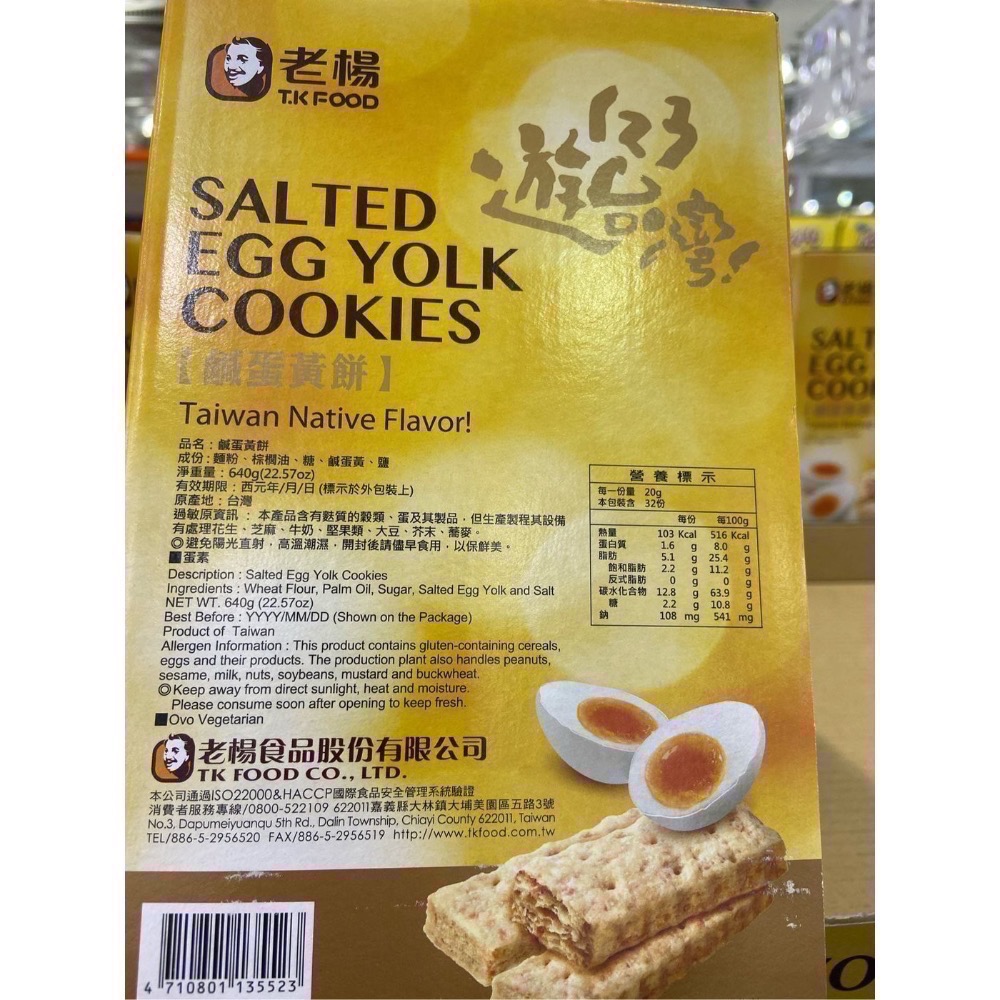 老楊
T.K FOOD
遊台灣!
SALTED
EGG YOLK
COOKIES
【鹹蛋黃餅】
Taiwan Native Flavor!
品名：鹹蛋黃餅
成份：麵粉、棕櫚油、糖、鹹蛋黃、鹽
淨重量：640g(22.57oz)
有效期限：西元年/月/日 (標示於外包裝上)
原產地：台灣
過敏原資訊：本產品含有麩質的穀類、蛋及其製品，但生產製程其設備
有處理花生、芝麻、牛奶、堅果類、大豆、芥末、蕎麥。
◎避免陽光直射，高溫潮濕，開封後請儘早食用，以保鮮美。
■蛋素
Description : Salted Egg Yolk Cookies
Ingredients : Wheat Flour, Palm Oil, Sugar, Salted Egg Yolk and Salt
NET WT. 640g (22.57oz)
Best Before : YYYY/MM/DD (Shown on the Package)
Product of Taiwan
Allergen Information : This product contains gluten-containing cereals,
eggs and their products. The production plant also handles peanuts,
sesame, milk, nuts, soybeans, mustard and buckwheat.
◎Keep away from direct sunlight, heat and moisture.
Please consume soon after opening to keep fresh.
■Ovo Vegetarian
營養標示
每一份量 20g
本包裝含 32份
每份 每100g
熱量 103 Kcal 516 Kcal
蛋白質 1.6 g 8.0 g
脂肪 5.1 g 25.4 g
飽和脂肪 2.2 g 11.2 g
反式脂肪 0 g 0 g
碳水化合物 12.8 g 63.9 g
糖 2.2 g 10.8 g
鈉 108 mg 541 mg
老楊食品股份有限公司
TK FOOD CO., LTD.
本公司通過ISO22000&HACCP國際食品安全管理系統驗證
消費者服務專線/0800-522109 622011嘉義縣大林鎮大埔美園區五路3號
No.3, Dapumeiyuanqu 5th Rd., Dalin Township, Chiayi County 622011, Taiwan
TEL/886-5-2956520 FAX/886-5-2956519 http://www.tkfood.com.tw
4 710801 135523
老楊
SALT
EGG
COO